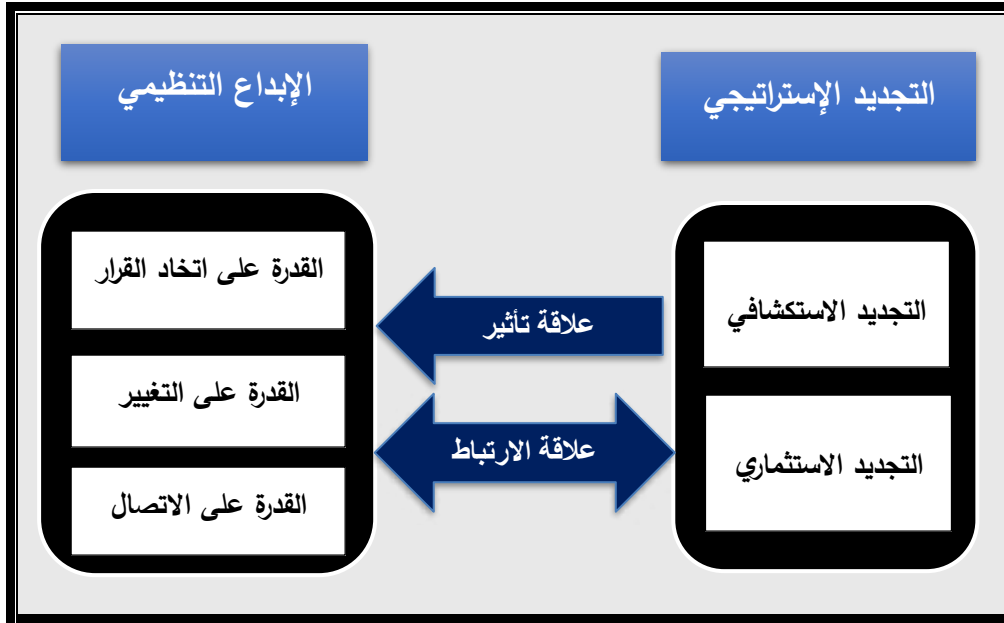 التجديد الإستراتيجي
الإبداع التنظيمي
التجديد الاستكشافي
التجديد الاستثماري
علاقة تأثير
علاقة الارتباط
القدرة على اتخاد القرار
القدرة على التغيير
القدرة على الاتصال